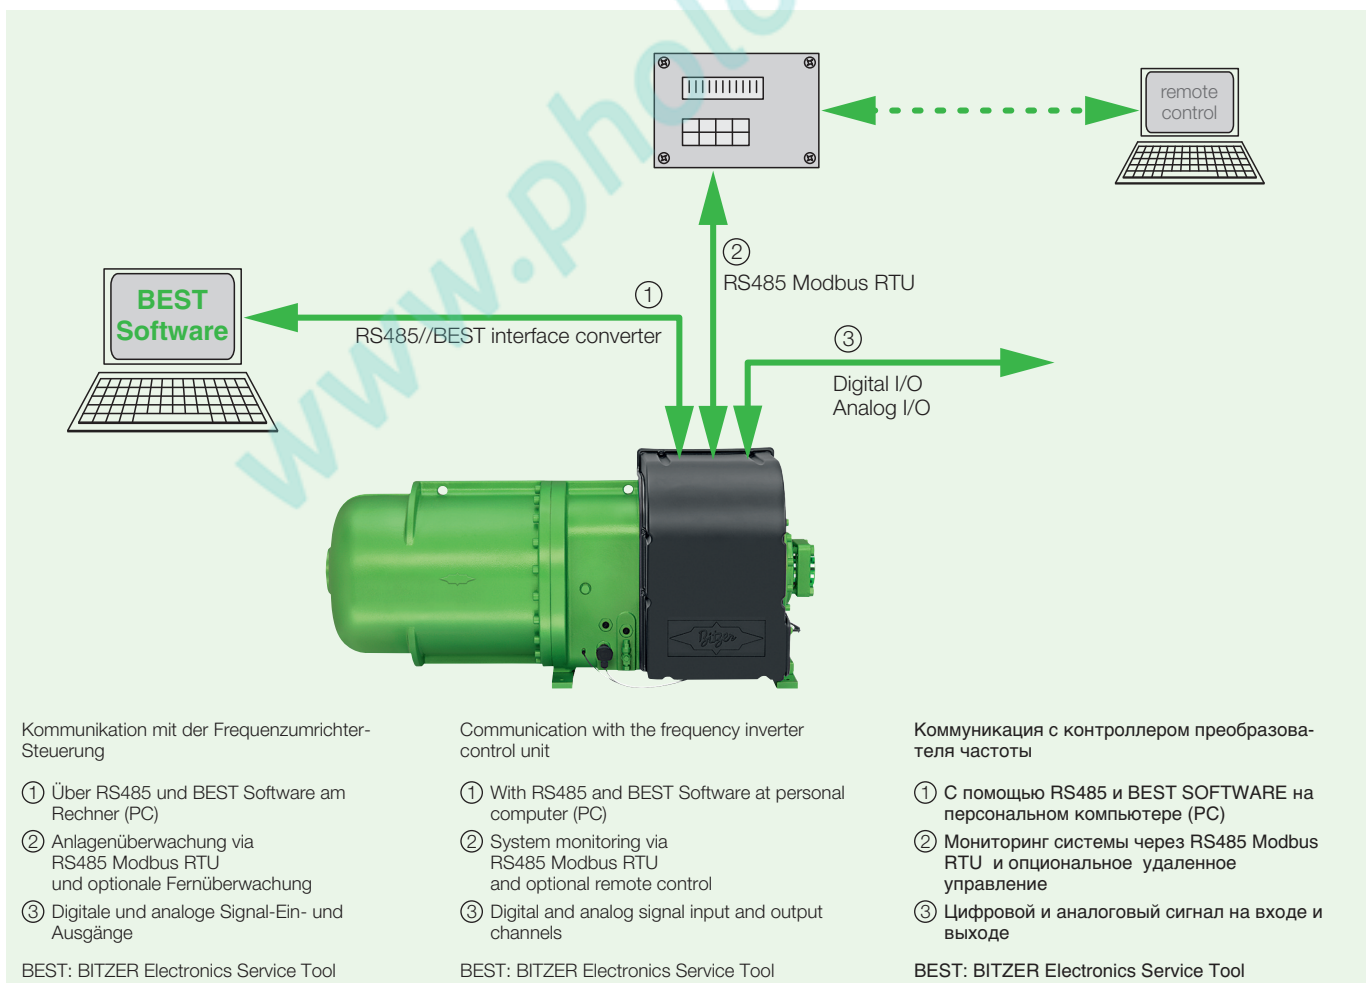 remote
control
②
RS485 Modbus RTU
BEST
Software
①
RS485//BEST interface converter
③
Digital I/O
Analog I/O
www.pholo
Bitzer
Kommunikation mit der Frequenzumrichter-
Steuerung
① Über RS485 und BEST Software am
Rechner (PC)
② Anlagenüberwachung via
RS485 Modbus RTU
und optionale Fernüberwachung
③ Digitale und analoge Signal-Ein- und
Ausgänge
BEST: BITZER Electronics Service Tool
Communication with the frequency inverter
control unit
① With RS485 and BEST Software at personal
computer (PC)
② System monitoring via
RS485 Modbus RTU
and optional remote control
③ Digital and analog signal input and output
channels
BEST: BITZER Electronics Service Tool
Коммуникация с контроллером преобразова-
теля частоты
① С помощью RS485 и BEST SOFTWARE на
персональном компьютере (PC)
② Мониторинг системы через RS485 Modbus
RTU и опциональное удаленное
управление
③ Цифровой и аналоговый сигнал на входе и
выходе
BEST: BITZER Electronics Service Tool